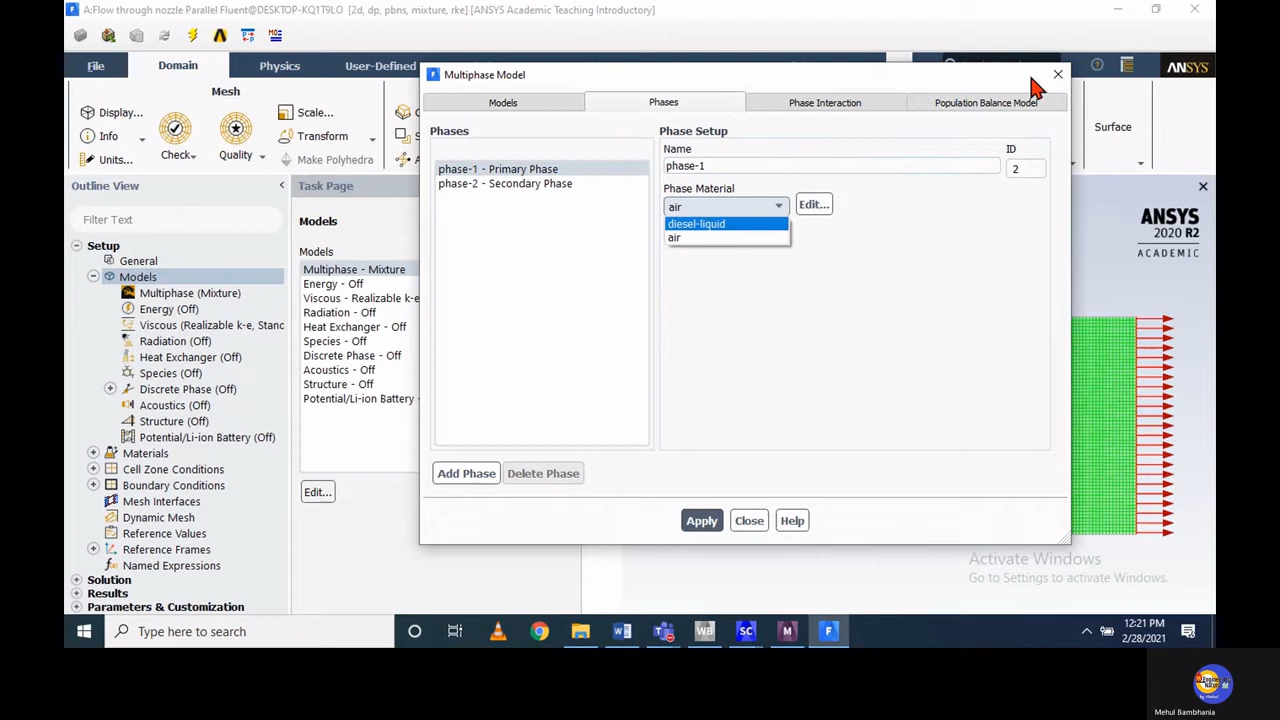 A:Flow through nozzle Parallel Fluent@DESKTOP-KQ1T9LO [2d, dp, pbns, mixture, rke] [ANSYS Academic Teaching Introductory]
File
Domain
Physics
User-Defined
ANSYS
Mesh
Display...
Info
Units...
Check
Quality
Scale...
Transform
Make Polyhedra
Surface
Multiphase Model
Models
Phases
Phase Interaction
Population Balance Model
Phases
phase-1 - Primary Phase
phase-2 - Secondary Phase
Phase Setup
Name
ID
phase-1
2
Phase Material
air
Edit...
diesel-liquid
air
Add Phase
Delete Phase
Apply
Close
Help
Outline View
Filter Text
Setup
General
Models
Multiphase (Mixture)
Energy (Off)
Viscous (Realizable k-e, Stanc
Radiation (Off)
Heat Exchanger (Off)
Species (Off)
Discrete Phase (Off)
Acoustics (Off)
Structure (Off)
Potential/Li-ion Battery (Off)
Materials
Cell Zone Conditions
Boundary Conditions
Mesh Interfaces
Dynamic Mesh
Reference Values
Reference Frames
Named Expressions
Solution
Results
Parameters & Customization
Task Page
Models
Models
Multiphase - Mixture
Energy - Off
Viscous - Realizable k-e
Radiation - Off
Heat Exchanger - Off
Species - Off
Discrete Phase - Off
Acoustics - Off
Structure - Off
Potential/Li-ion Battery -
Edit...
ANSYS
2020 R2
ACADEMIC
Activate Windows
Go to Settings to activate Windows.
Type here to search
12:21 PM
2/28/2021
Mehul Bambhania